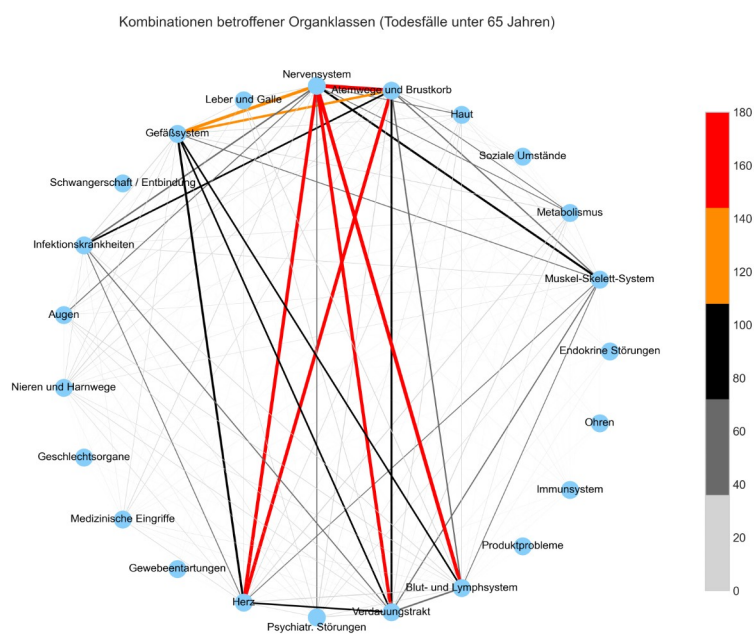 Kombinationen betroffener Organklassen (Todesfälle unter 65 Jahren)
Nervensystem
Atemwege und Brustkorb
Leber und Galle
Haut
Gefäßsystem
Soziale Umstände
Schwangerschaft / Entbindung
Metabolismus
Infektionskrankheiten
Muskel-Skelett-System
Augen
Endokrine Störungen
Nieren und Harnwege
Ohren
Geschlechtsorgane
Immunsystem
Medizinische Eingriffe
Produktprobleme
Gewebeentartungen
Blut- und Lymphsystem
Herz
Verdauungstrakt
Psychiatr. Störungen
180
160
140
120
100
80
60
40
20
0